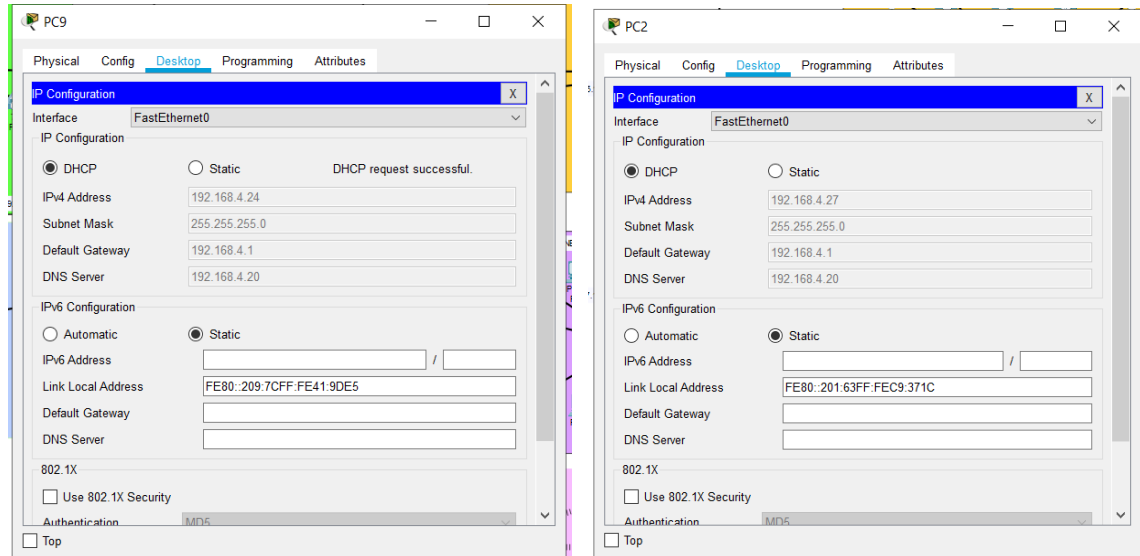 PC9
Physical Config Desktop Programming Attributes
IP Configuration X
Interface FastEthernet0
IP Configuration
DHCP Static DHCP request successful.
IPv4 Address 192.168.4.24
Subnet Mask 255.255.255.0
Default Gateway 192.168.4.1
DNS Server 192.168.4.20
IPv6 Configuration
Automatic Static
IPv6 Address /
Link Local Address FE80::209:7CFF:FE41:9DE5
Default Gateway
DNS Server
802.1X
Use 802.1X Security
Authentication MD5
Top
PC2
Physical Config Desktop Programming Attributes
IP Configuration X
Interface FastEthernet0
IP Configuration
DHCP Static
IPv4 Address 192.168.4.27
Subnet Mask 255.255.255.0
Default Gateway 192.168.4.1
DNS Server 192.168.4.20
IPv6 Configuration
Automatic Static
IPv6 Address /
Link Local Address FE80::201:63FF:FEC9:371C
Default Gateway
DNS Server
802.1X
Use 802.1X Security
Authentication MD5
Top